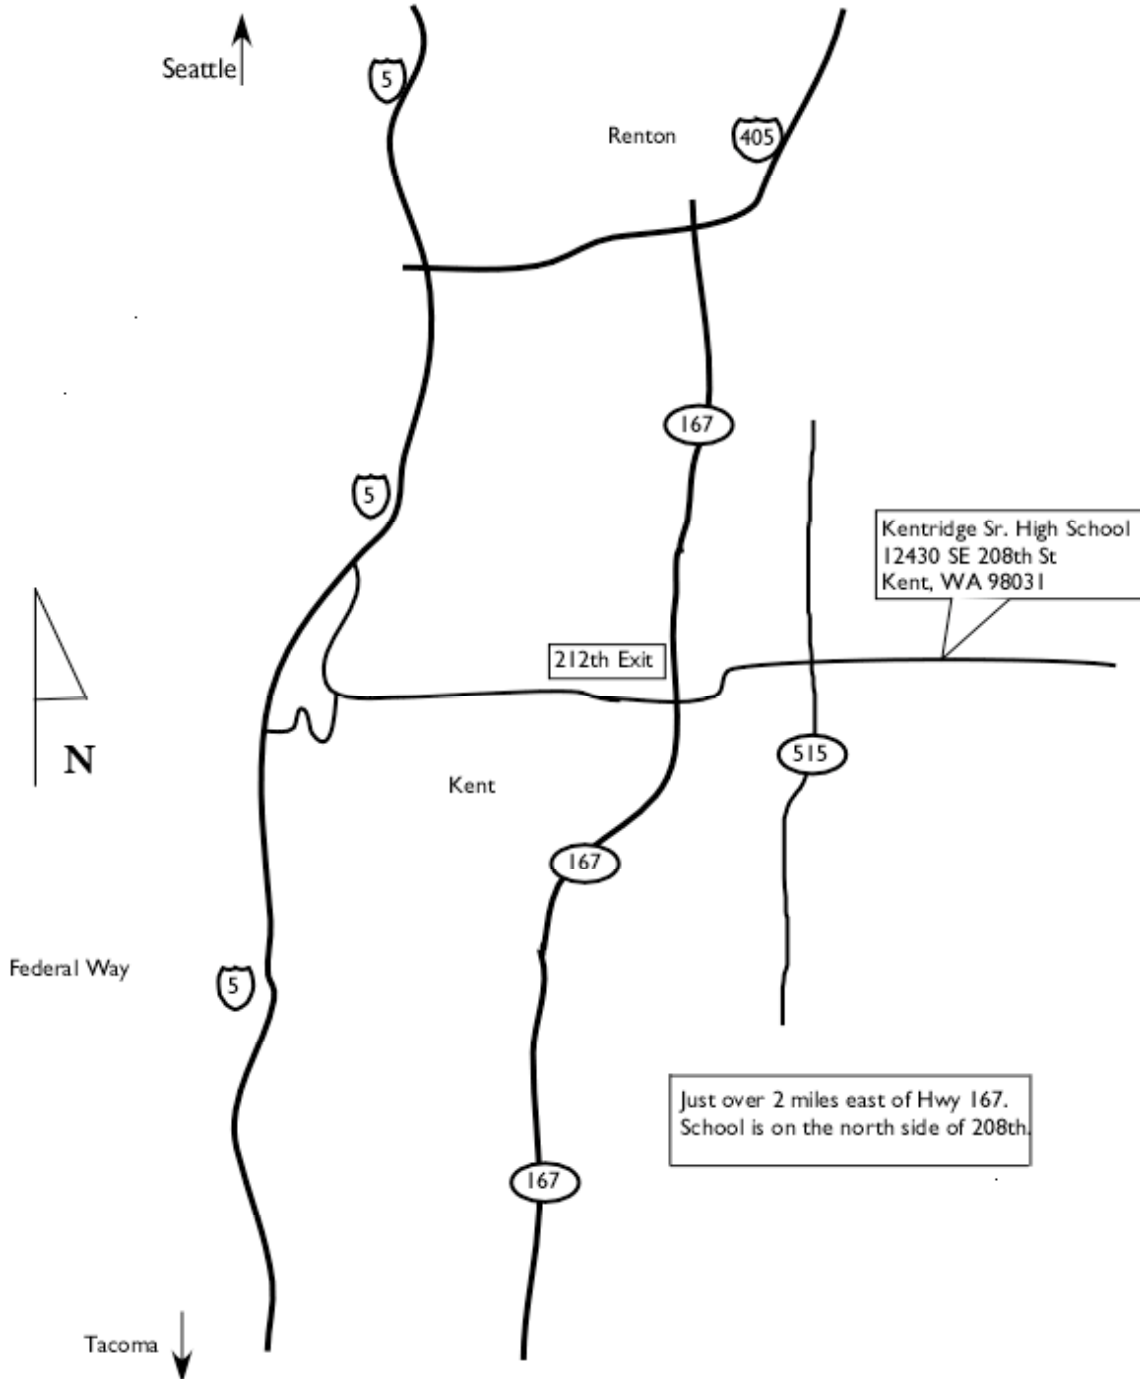 Seattle
5
Renton
405
167
5
Kentridge Sr. High School
12430 SE 208th St
Kent, WA 98031
212th Exit
N
515
Kent
167
Federal Way
5
Just over 2 miles east of Hwy 167.
School is on the north side of 208th.
167
Tacoma